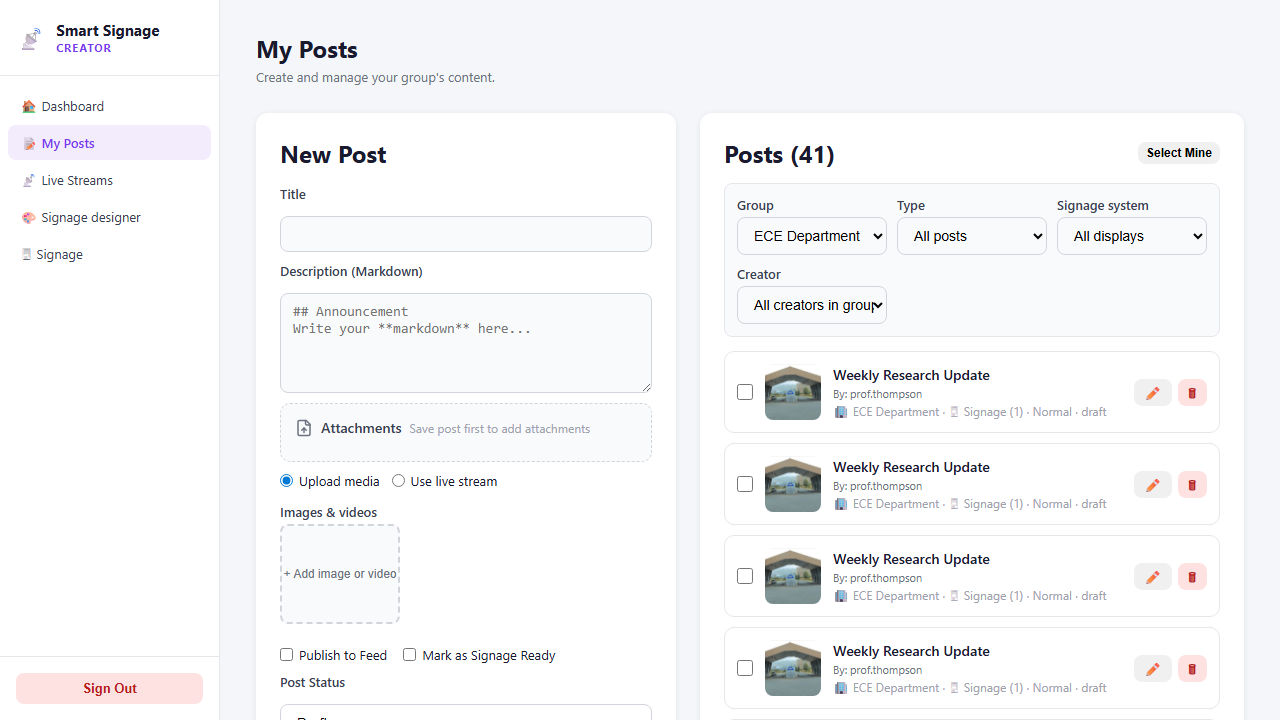 Smart Signage
CREATOR
Dashboard
My Posts
Live Streams
Signage designer
Signage
Sign Out
My Posts
Create and manage your group's content.
New Post
Title
Description (Markdown)
## Announcement
Write your **markdown** here...
Attachments Save post first to add attachments
Upload media Use live stream
Images & videos
+ Add image or video
Publish to Feed Mark as Signage Ready
Post Status
Posts (41)
Select Mine
Group Type Signage system
ECE Department All posts All displays
Creator
All creators in group
Weekly Research Update
By: prof.thompson
ECE Department · Signage (1) · Normal · draft
Weekly Research Update
By: prof.thompson
ECE Department · Signage (1) · Normal · draft
Weekly Research Update
By: prof.thompson
ECE Department · Signage (1) · Normal · draft
Weekly Research Update
By: prof.thompson
ECE Department · Signage (1) · Normal · draft